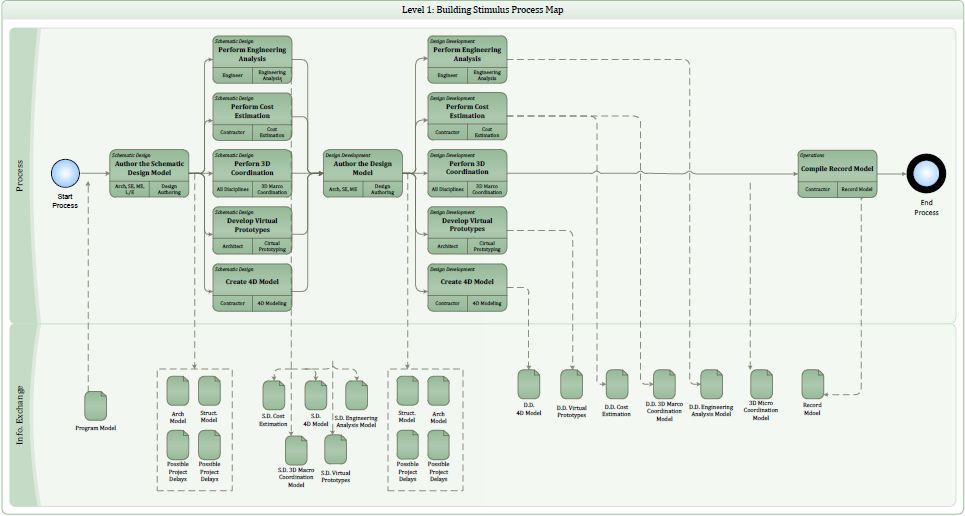 Level 1: Building Stimulus Process Map
Process
Start
Process
Schematic Design
Author the Schematic
Design Model
Arch, SE, ME,
L/E
Design
Authoring
Schematic Design
Perform Engineering
Analysis
Engineer
Engineering
Analysis
Schematic Design
Perform Cost
Estimation
Contractor
Cost
Estimation
Schematic Design
Perforn 3D
Coordination
All Disciplines
3D Marco
Coordination
Schematic Design
Develop Virtual
Prototypes
Architect
Cirtual
Prototyping
Schematic Design
Create 4D Model
Contractor
4D Modeling
Design Development
Author the Design
Model
Arch, SE, ME
Design
Authoring
Design Development
Perform Engineering
Analysis
Engineer
Engineering
Analysis
Design Development
Perform Cost
Estimation
Contractor
Cost
Estimation
Design Development
Perforn 3D
Coordination
All Disciplines
3D Marco
Coordination
Design Development
Develop Virtual
Prototypes
Architect
Virtual
Prototyping
Design Development
Create 4D Model
Contractor
4D Modeling
Operations
Compile Record Model
Contractor
Record Model
End
Process
Info. Exchange
Program Model
Arch
Model
Struct.
Model
Possible
Project
Delays
Possible
Project
Delays
S.D. Cost
Estimation
S.D.
4D Model
S.D. Engineering
Analysis Model
S.D. 3D Macro
Coordination
Model
S.D. Virtual
Prototypes
Struct.
Model
Arch
Model
Possible
Project
Delays
Possible
Project
Delays
D.D.
4D Model
D.D. Virtual
Prototypes
D.D. Cost
Estimation
D.D. 3D Marco
Coordination
Model
D.D. Engineering
Analysis Model
3D Micro
Coordination
Model
Record
Mdoel